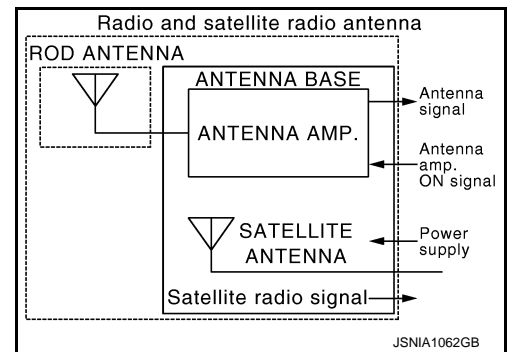 Radio and satellite radio antenna
ROD ANTENNA
ANTENNA BASE
ANTENNA AMP.
Antenna
signal
Antenna
amp.
ON signal
SATELLITE
ANTENNA
Power
supply
Satellite radio signal
JSNIA1062GB